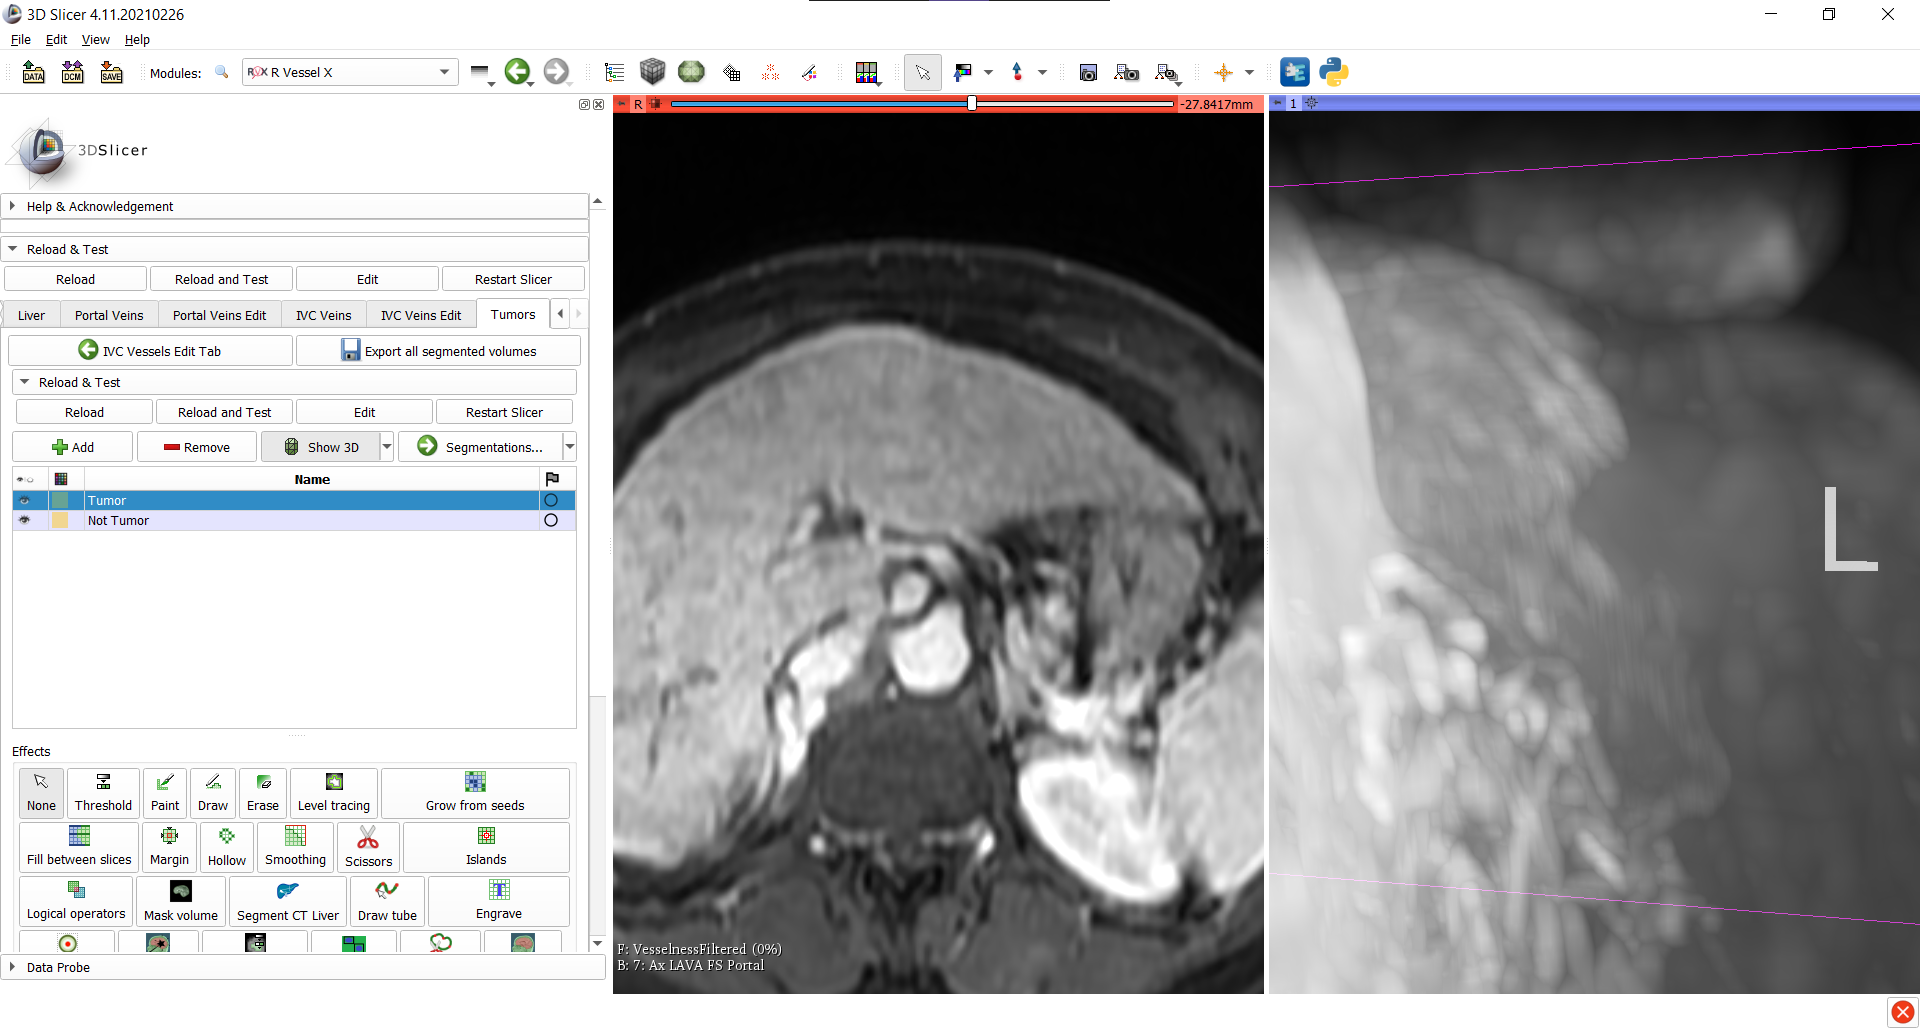 3D Slicer 4.11.20210226
File Edit View Help
DATA DCM SAVE Modules: R Vessel X
R -27.8417mm
1
3DSlicer
Help & Acknowledgement
Reload & Test
Reload Reload and Test Edit Restart Slicer
Liver Portal Veins Portal Veins Edit IVC Veins IVC Veins Edit Tumors
IVC Vessels Edit Tab Export all segmented volumes
Reload & Test
Reload Reload and Test Edit Restart Slicer
Add Remove Show 3D Segmentations...
Name
Tumor
Not Tumor
L
Effects
None Threshold Paint Draw Erase Level tracing Grow from seeds
Fill between slices Margin Hollow Smoothing Scissors Islands
Logical operators Mask volume Segment CT Liver Draw tube Engrave
F: VesselnessFiltered (0%)
B: 7: Ax LAVA FS Portal
Data Probe